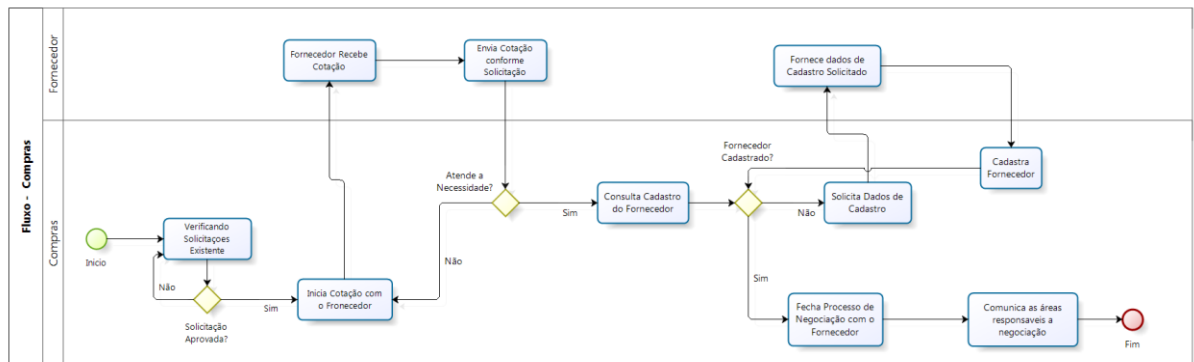 Fluxo - Compras
Fornecedor
Compras
Fornecedor Recebe
Cotação
Envia Cotação
conforme
Solicitação
Fornece dados de
Cadastro Solicitado
Inicio
Verificando
Solicitaçoes
Existente
Não
Solicitação
Aprovada?
Sim
Inicia Cotação com
o Fronecedor
Não
Atende a
Necessidade?
Sim
Consulta Cadastro
do Fornecedor
Fornecedor
Cadastrado?
Não
Solicita Dados de
Cadastro
Cadastra
Fornecedor
Sim
Fecha Processo de
Negociação com o
Fornecedor
Comunica as áreas
responsaveis a
negociação
Fim